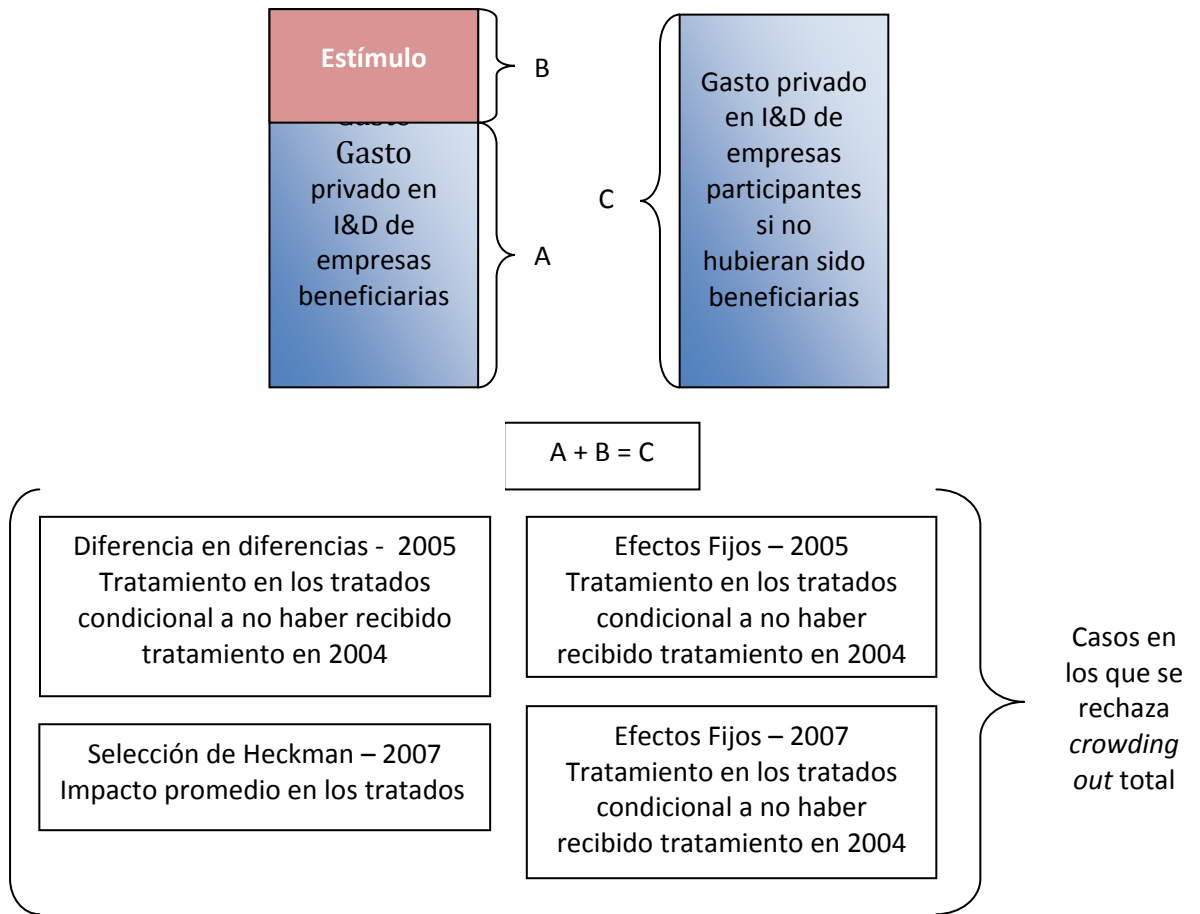 Estímulo
B
Gasto
Gasto
privado en
I&D de
empresas
beneficiarias
A
C
Gasto privado
en I&D de
empresas
participantes
si no
hubieran sido
beneficiarias
A + B = C
Diferencia en diferencias - 2005
Tratamiento en los tratados
condicional a no haber recibido
tratamiento en 2004
Efectos Fijos – 2005
Tratamiento en los tratados
condicional a no haber
recibido tratamiento en 2004
Selección de Heckman – 2007
Impacto promedio en los tratados
Efectos Fijos – 2007
Tratamiento en los tratados
condicional a no haber
recibido tratamiento en 2004
Casos en
los que se
rechaza
crowding
out total